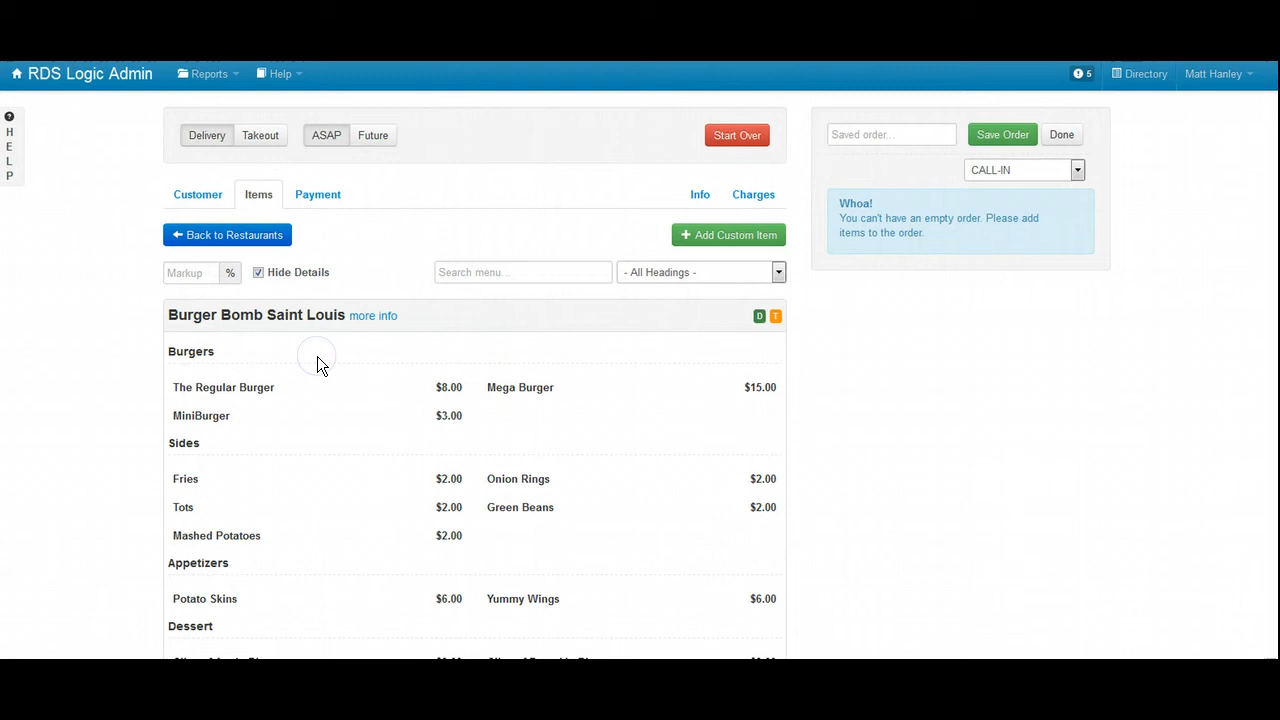 RDS Logic Admin Reports Help 5 Directory Matt Hanley
H
E
L
P
Delivery Takeout ASAP Future Start Over
Saved order... Save Order Done
CALL-IN
Whoa!
You can't have an empty order. Please add
items to the order.
Customer Items Payment Info Charges
Back to Restaurants + Add Custom Item
Markup % Hide Details Search menu... - All Headings -
Burger Bomb Saint Louis more info D T
Burgers
The Regular Burger $8.00 Mega Burger $15.00
MiniBurger $3.00
Sides
Fries $2.00 Onion Rings $2.00
Tots $2.00 Green Beans $2.00
Mashed Potatoes $2.00
Appetizers
Potato Skins $6.00 Yummy Wings $6.00
Dessert